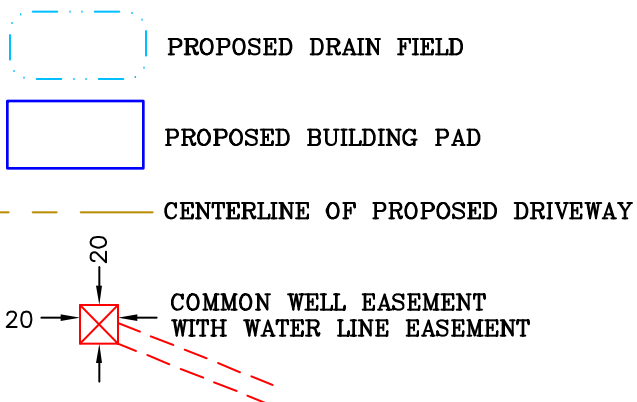 PROPOSED DRAIN FIELD
PROPOSED BUILDING PAD
CENTERLINE OF PROPOSED DRIVEWAY
20
20
COMMON WELL EASEMENT
WITH WATER LINE EASEMENT